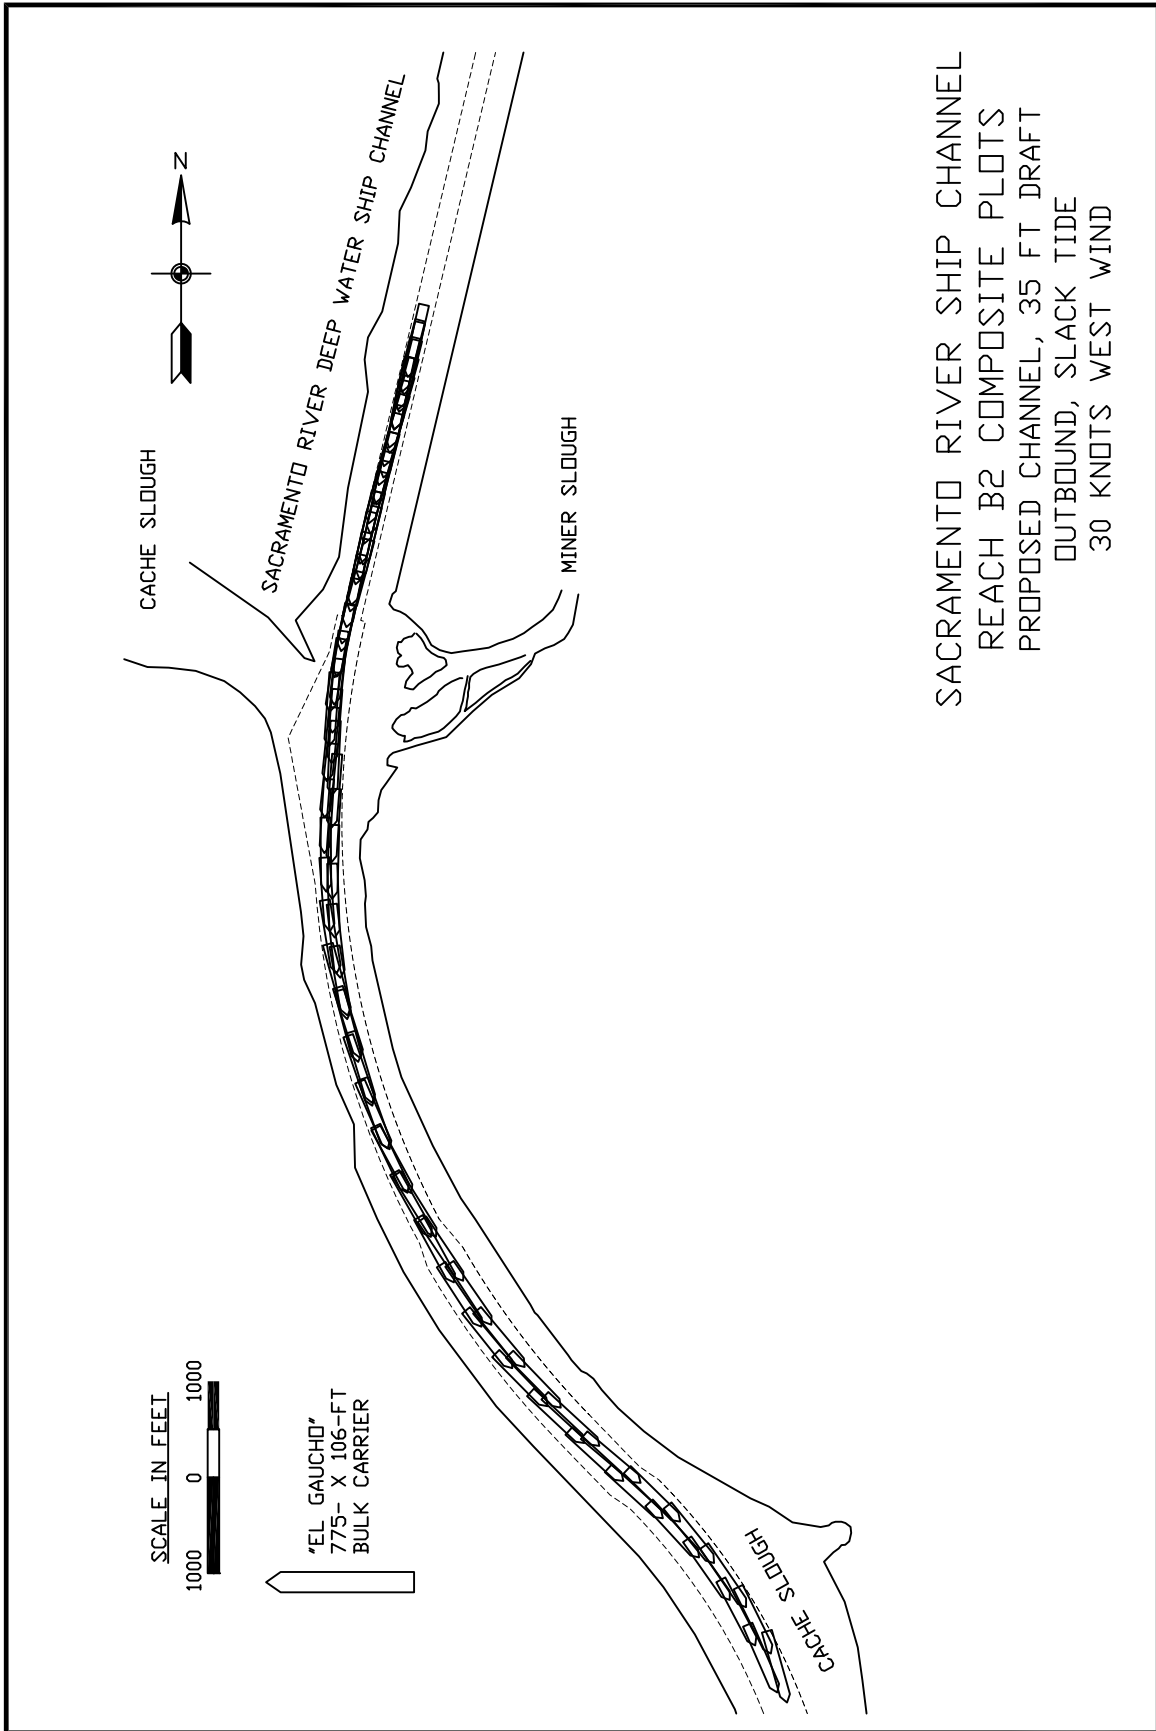 N
SACRAMENTO RIVER DEEP WATER SHIP CHANNEL
CACHE SLOUGH
MINER SLOUGH
SCALE IN FEET
1000 0 1000
"EL GAUCHO"
775- X 106-FT
BULK CARRIER
CACHE SLOUGH
SACRAMENTO RIVER SHIP CHANNEL
REACH B2 COMPOSITE PLOTS
PROPOSED CHANNEL, 35 FT DRAFT
OUTBOUND, SLACK TIDE
30 KNOTS WEST WIND